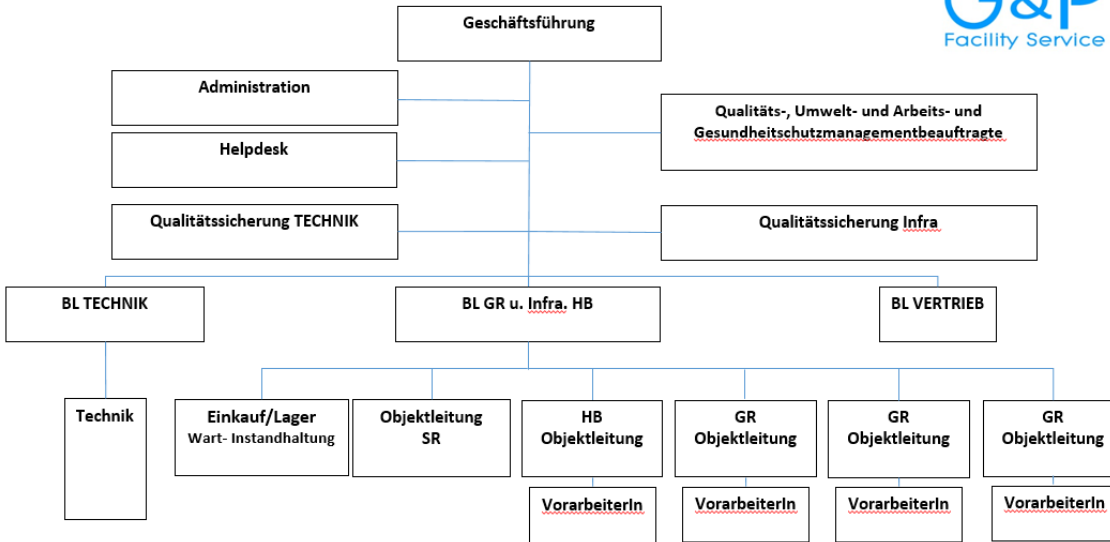 Geschäftsführung
G&P
Facility Service
Administration
Qualitäts-, Umwelt- und Arbeits- und
Gesundheitschutzmanagementbeauftragte
Helpdesk
Qualitätssicherung TECHNIK
Qualitätssicherung Infra
BL TECHNIK
BL GR u. Infra. HB
BL VERTRIEB
Technik
Einkauf/Lager
Wart- Instandhaltung
Objektleitung
SR
HB
Objektleitung
GR
Objektleitung
GR
Objektleitung
GR
Objektleitung
VorarbeiterIn
VorarbeiterIn
VorarbeiterIn
VorarbeiterIn